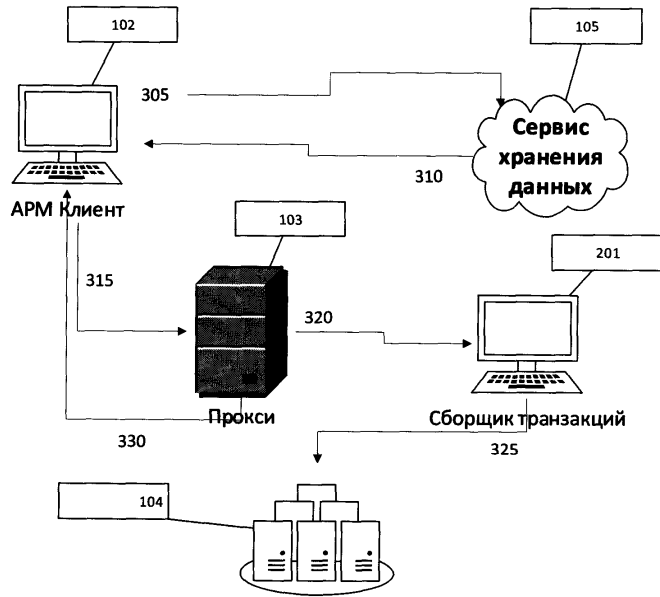 102
105
305
Сервис
хранения
данных
310
АРМ Клиент
103
201
315
320
Прокси
Сборщик транзакций
330
325
104